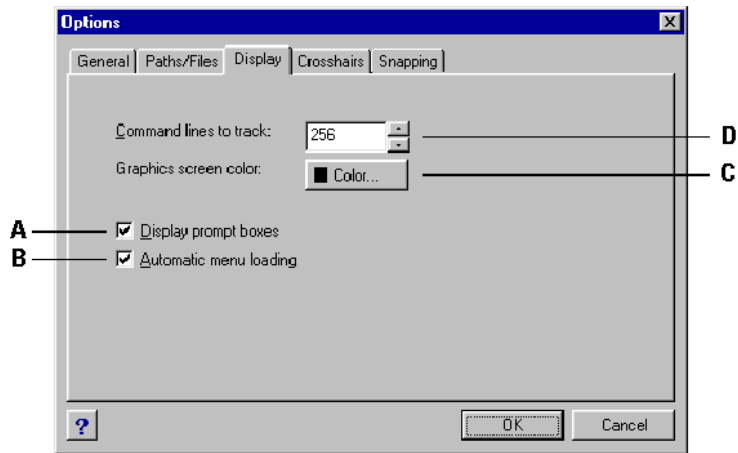 Options
General Paths/Files Display Crosshairs Snapping
Command lines to track: 256 D
Graphics screen color: Color... C
A Display prompt boxes
B Automatic menu loading
? OK Cancel